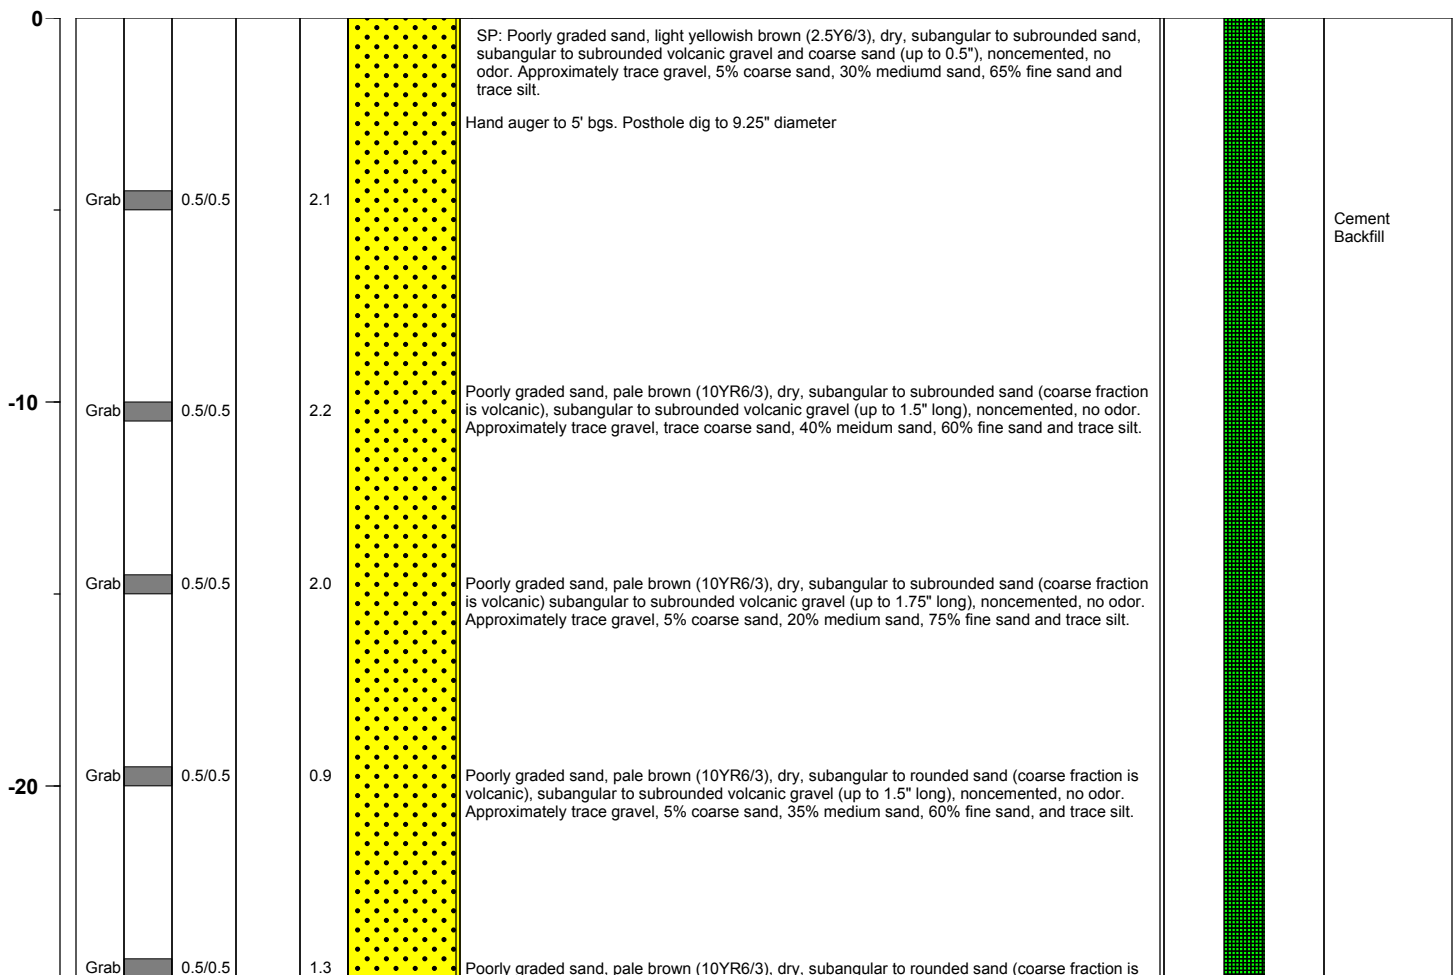 0
SP: Poorly graded sand, light yellowish brown (2.5Y6/3), dry, subangular to subrounded sand,
subangular to subrounded volcanic gravel and coarse sand (up to 0.5"), noncemented, no
odor. Approximately trace gravel, 5% coarse sand, 30% mediumd sand, 65% fine sand and
trace silt.
Hand auger to 5' bgs. Posthole dig to 9.25" diameter
Grab 0.5/0.5 2.1
Cement
Backfill
-10
Grab 0.5/0.5 2.2
Poorly graded sand, pale brown (10YR6/3), dry, subangular to subrounded sand (coarse fraction
is volcanic), subangular to subrounded volcanic gravel (up to 1.5" long), noncemented, no odor.
Approximately trace gravel, trace coarse sand, 40% meidum sand, 60% fine sand and trace silt.
Grab 0.5/0.5 2.0
Poorly graded sand, pale brown (10YR6/3), dry, subangular to subrounded sand (coarse fraction
is volcanic) subangular to subrounded volcanic gravel (up to 1.75" long), noncemented, no odor.
Approximately trace gravel, 5% coarse sand, 20% medium sand, 75% fine sand and trace silt.
-20
Grab 0.5/0.5 0.9
Poorly graded sand, pale brown (10YR6/3), dry, subangular to rounded sand (coarse fraction is
volcanic), subangular to subrounded volcanic gravel (up to 1.5" long), noncemented, no odor.
Approximately trace gravel, 5% coarse sand, 35% medium sand, 60% fine sand, and trace silt.
Grab 0.5/0.5 1.3
Poorly graded sand, pale brown (10YR6/3), dry, subangular to rounded sand (coarse fraction is